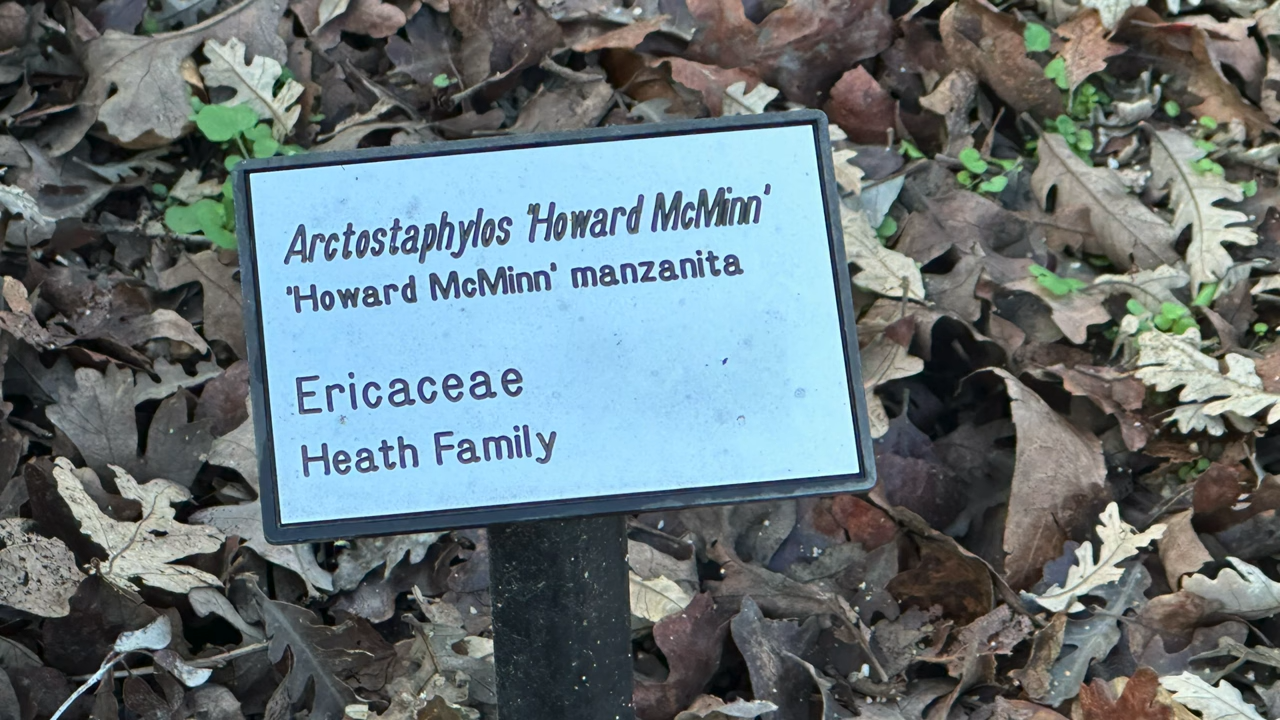 Arctostaphylos 'Howard McMinn'
'Howard McMinn' manzanita
Ericaceae
Heath Family